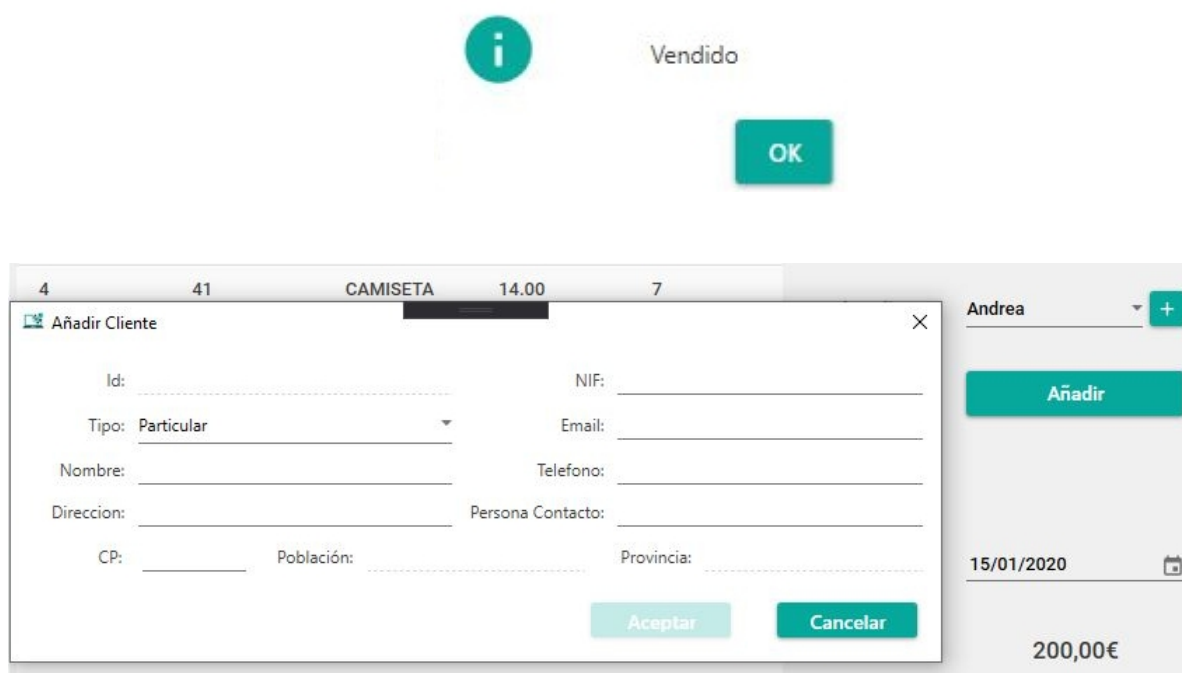 Vendido
OK
4 41 CAMISETA 14.00 7
Añadir Cliente
Andrea
+
Id:
NIF:
Añadir
Tipo: Particular
Email:
Nombre:
Telefono:
Direccion:
Persona Contacto:
CP:
Población:
Provincia:
15/01/2020
Aceptar
Cancelar
200,00€